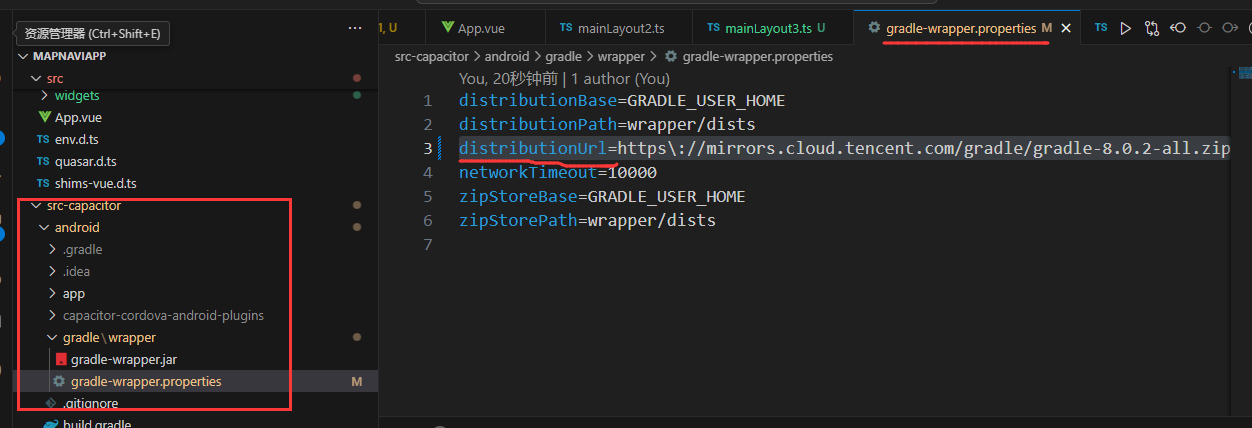 资源管理器 (Ctrl+Shift+E)
···
MAPNAVIAPP
src
widgets
App.vue
TS env.d.ts
TS quasar.d.ts
TS shims-vue.d.ts
src-capacitor
android
.gradle
.idea
app
capacitor-cordova-android-plugins
gradle\wrapper
gradle-wrapper.jar
gradle-wrapper.properties M
.gitignore
build.gradle
1, U
App.vue
TS mainLayout2.ts
TS mainLayout3.ts U
gradle-wrapper.properties M
TS
src-capacitor > android > gradle > wrapper > gradle-wrapper.properties
You, 20秒钟前 | 1 author (You)
1 distributionBase=GRADLE_USER_HOME
2 distributionPath=wrapper/dists
3 distributionUrl=https\://mirrors.cloud.tencent.com/gradle/gradle-8.0.2-all.zip
4 networkTimeout=10000
5 zipStoreBase=GRADLE_USER_HOME
6 zipStorePath=wrapper/dists
7